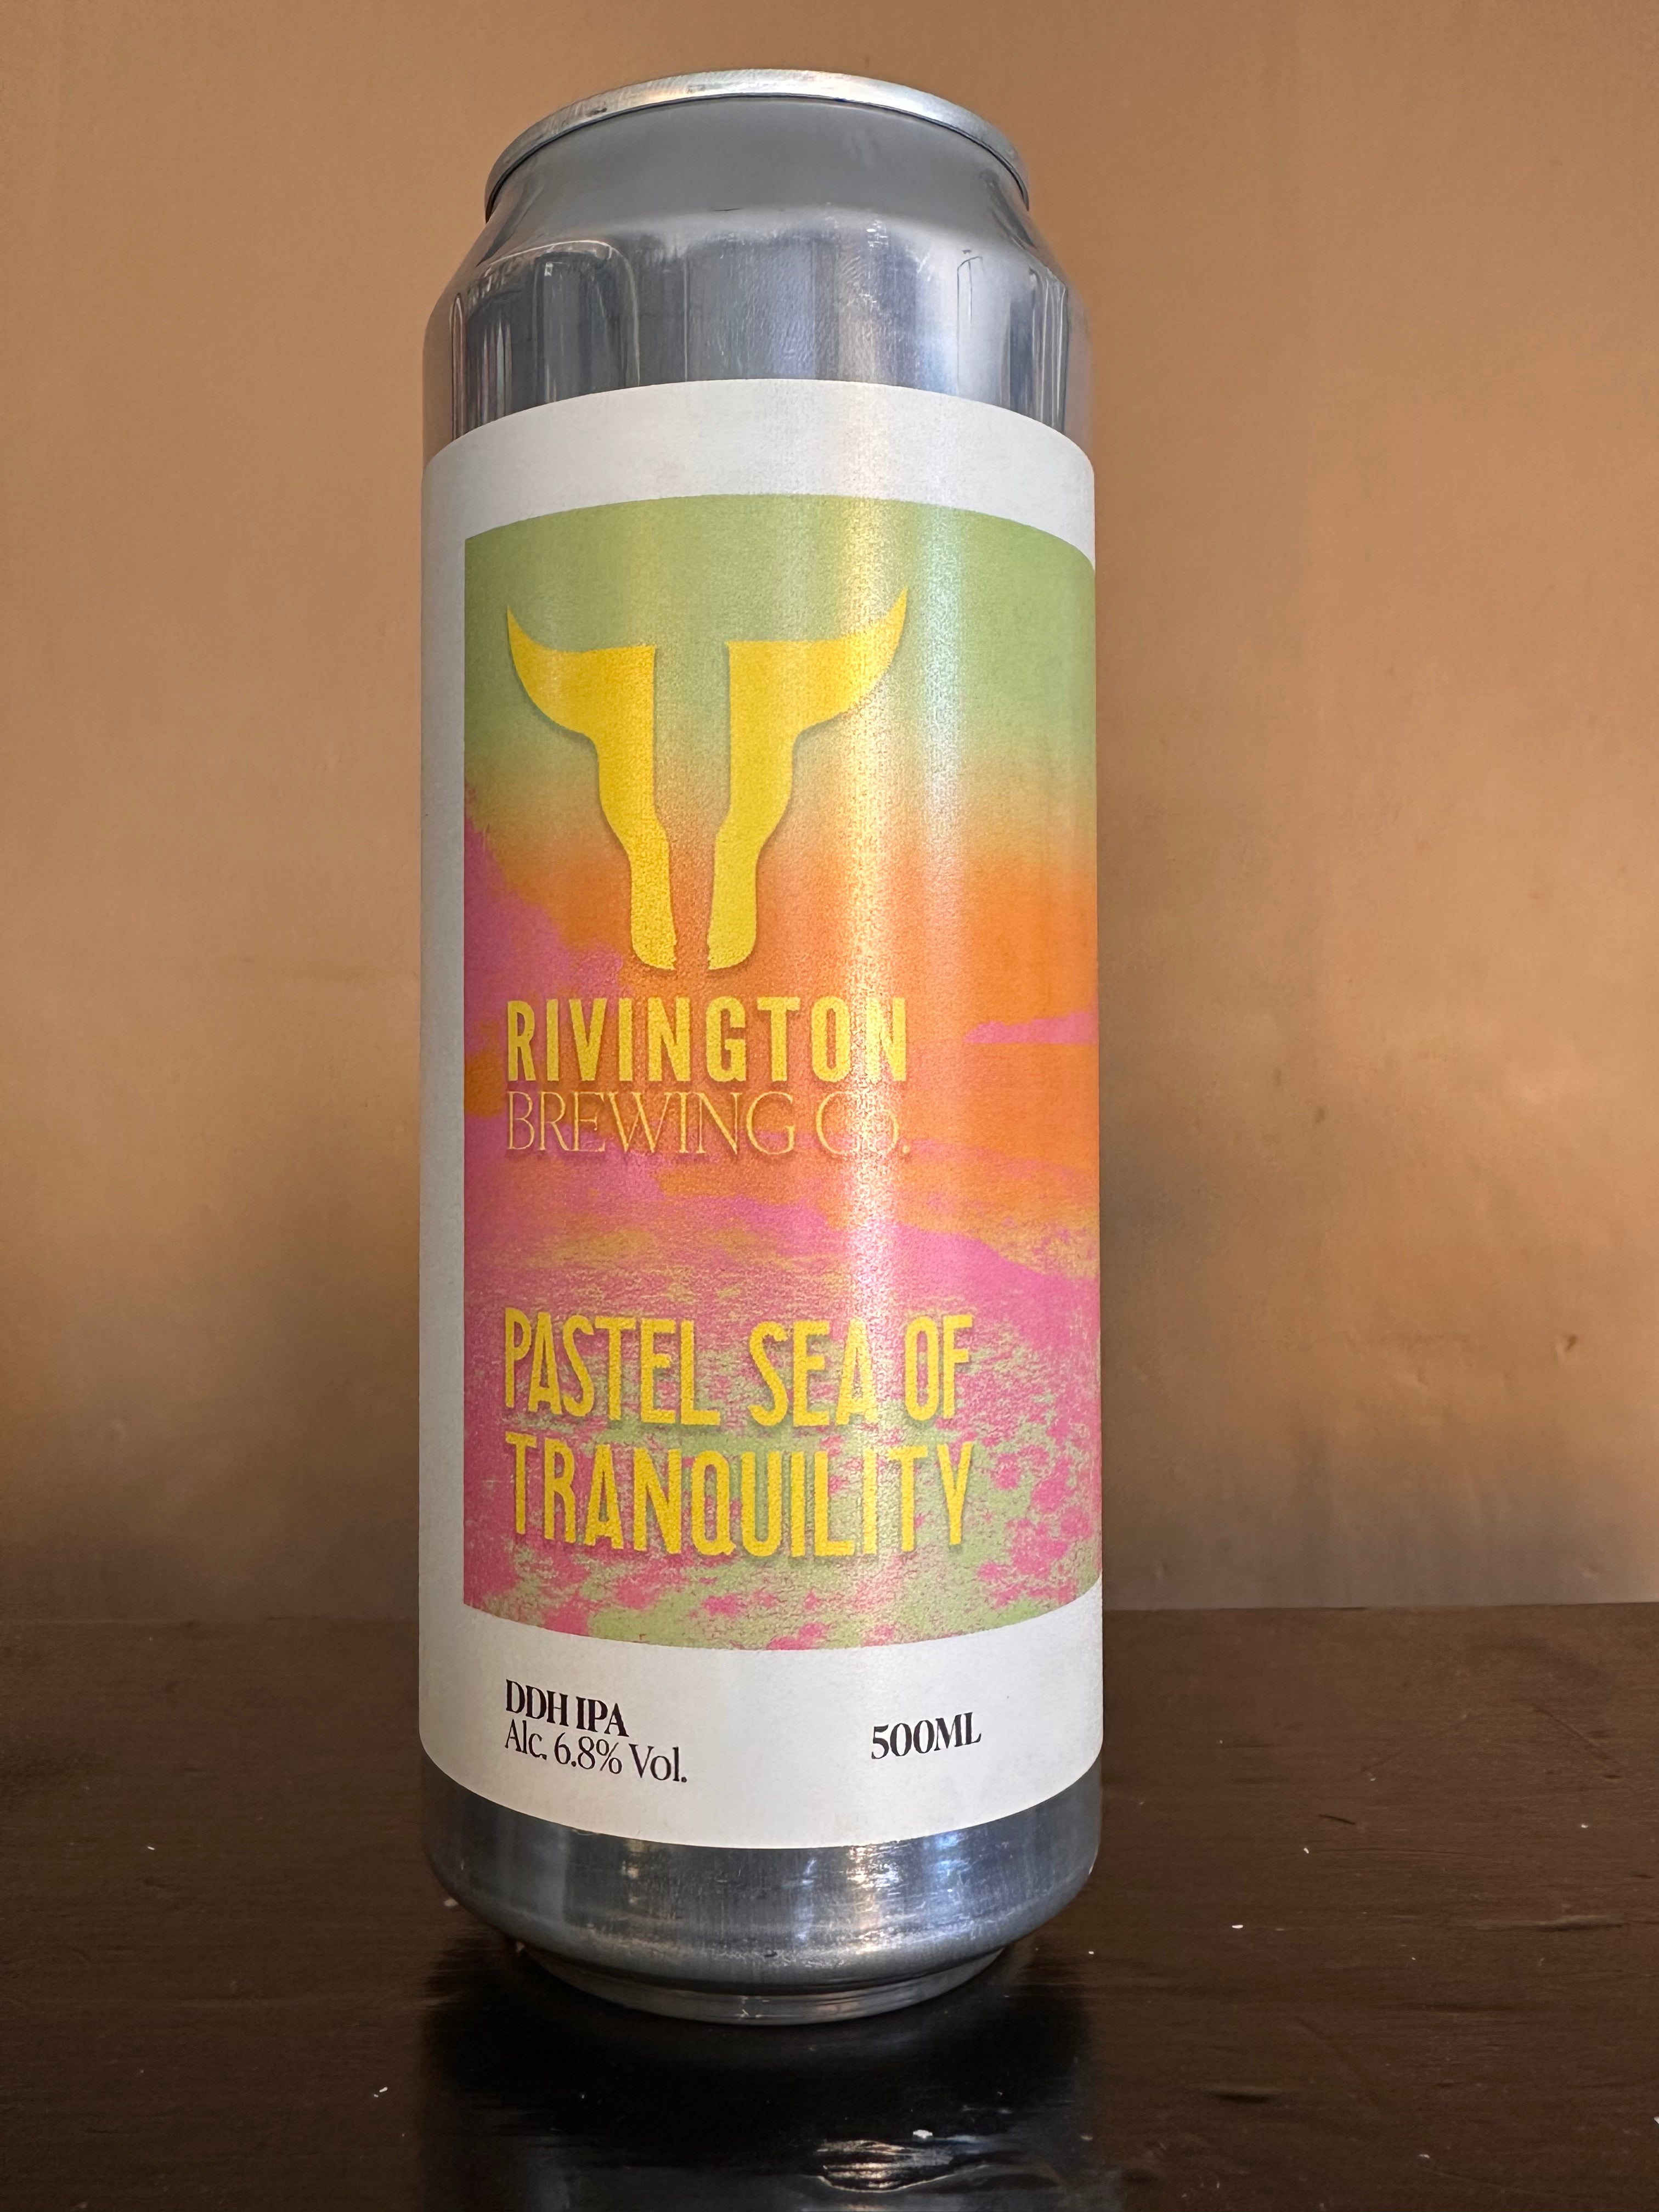 RIVINGTON
BREWING Co.
PASTEL SEA OF
TRANQUILITY
DDH IPA
Alc. 6.8% Vol.
500ML